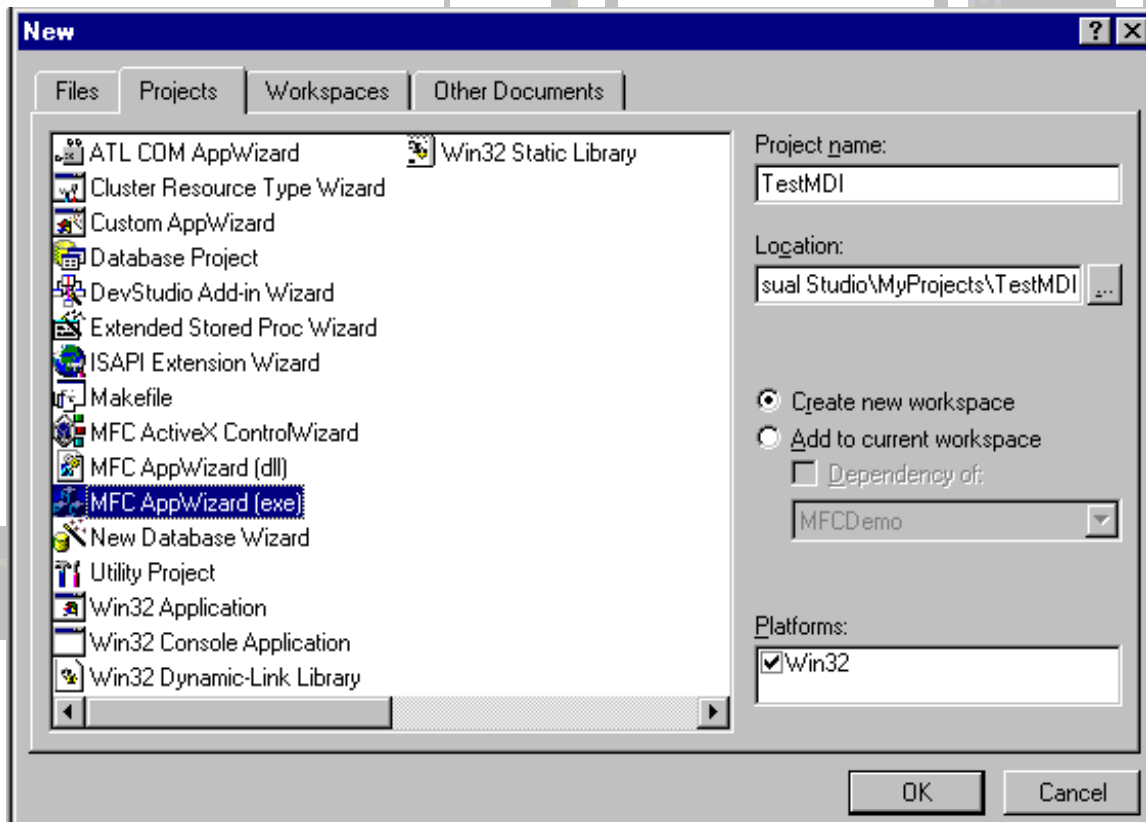 New
Files Projects Workspaces Other Documents
ATL COM AppWizard
Cluster Resource Type Wizard
Custom AppWizard
Database Project
DevStudio Add-in Wizard
Extended Stored Proc Wizard
ISAPI Extension Wizard
Makefile
MFC ActiveX ControlWizard
MFC AppWizard (dll)
MFC AppWizard (exe)
New Database Wizard
Utility Project
Win32 Application
Win32 Console Application
Win32 Dynamic-Link Library
Win32 Static Library
Project name:
TestMDI
Location:
sual Studio\MyProjects\TestMDI
...
Create new workspace
Add to current workspace
Dependency of:
MFCDemo
Platforms:
Win32
OK Cancel